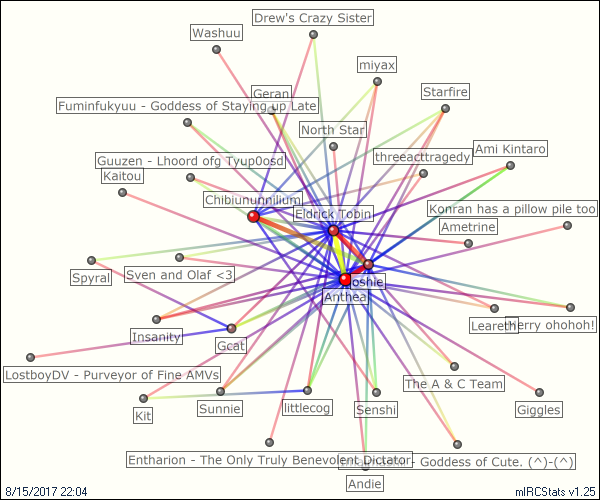 Drew's Crazy Sister
Washuu
miyax
Geran
Starfire
Fuminfukyuu - Goddess of Staying up Late
North Star
Ami Kintaro
Guuzen - Lhoord ofg Tyup0osd
threeacttragedy
Kaitou
Chibiununnilium
Eldrick Tobin
Konran has a pillow pile too
Ametrine
Spyral
Sven and Olaf <3
oshie
Anthea
Insanity
Leareth
Kerry ohohoh!
Gcat
LostboyDV - Purveyor of Fine AMVs
The A & C Team
Kit
Sunnie
littlecog
Senshi
Giggles
Entharion - The Only Truly Benevolent Dictator
- Goddess of Cute. (^)-(^)
Andie
8/15/2017 22:04
mIRCStats v1.25